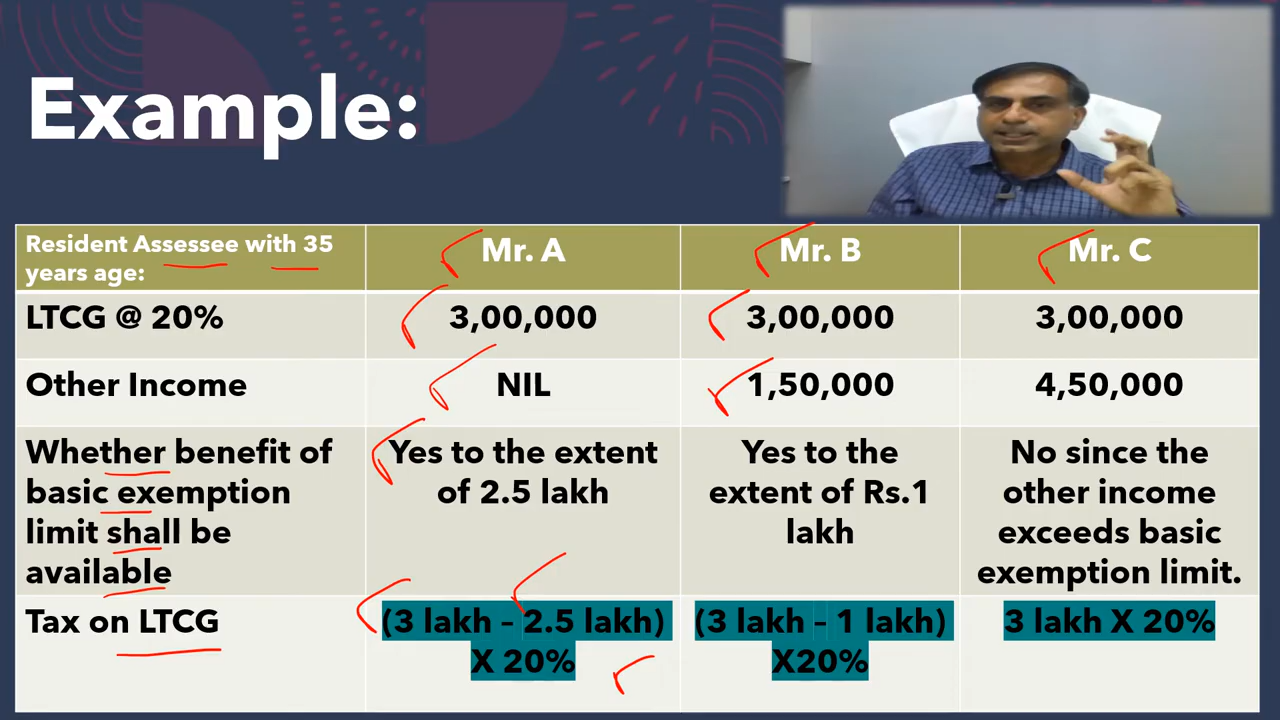 Example:
Resident Assessee with 35
years age:
Mr. A
Mr. B
Mr. C
LTCG @ 20%
3,00,000
3,00,000
3,00,000
Other Income
NIL
1,50,000
4,50,000
Whether benefit of
basic exemption
limit shall be
available
Yes to the extent
of 2.5 lakh
Yes to the
extent of Rs.1
lakh
No since the
other income
exceeds basic
exemption limit.
Tax on LTCG
(3 lakh – 2.5 lakh)
X 20%
(3 lakh – 1 lakh)
X20%
3 lakh X 20%